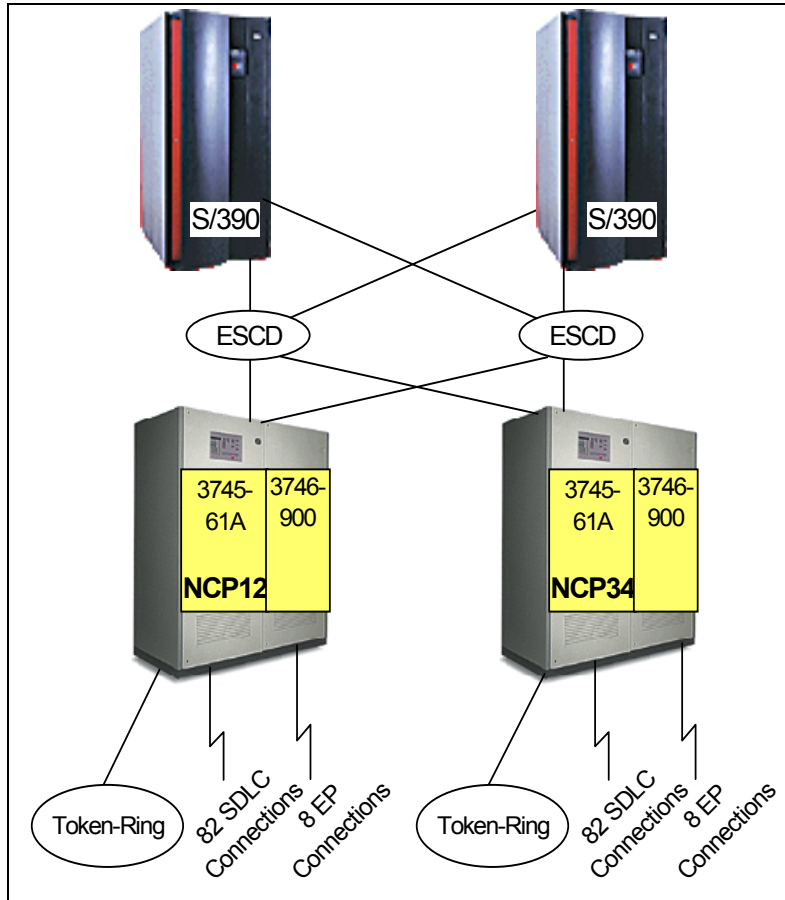 S/390
S/390
ESCD
ESCD
3745-
61A
NCP12
3746-
900
3745-
61A
NCP34
3746-
900
Token-Ring
82 SDLC
Connections
8 EP
Connections
Token-Ring
82 SDLC
Connections
8 EP
Connections